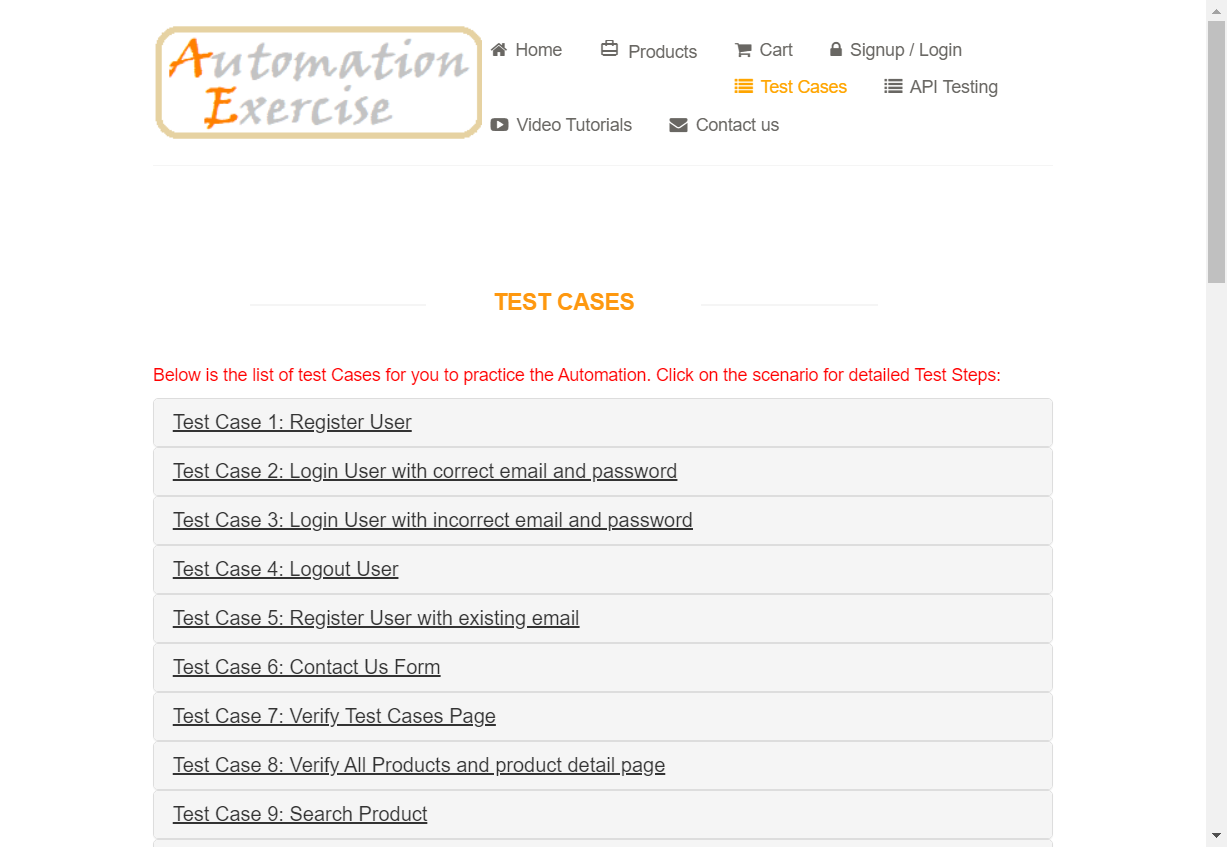 Automation
Exercise
Home
Products
Cart
Signup / Login
Test Cases
API Testing
Video Tutorials
Contact us
TEST CASES
Below is the list of test Cases for you to practice the Automation. Click on the scenario for detailed Test Steps:
Test Case 1: Register User
Test Case 2: Login User with correct email and password
Test Case 3: Login User with incorrect email and password
Test Case 4: Logout User
Test Case 5: Register User with existing email
Test Case 6: Contact Us Form
Test Case 7: Verify Test Cases Page
Test Case 8: Verify All Products and product detail page
Test Case 9: Search Product